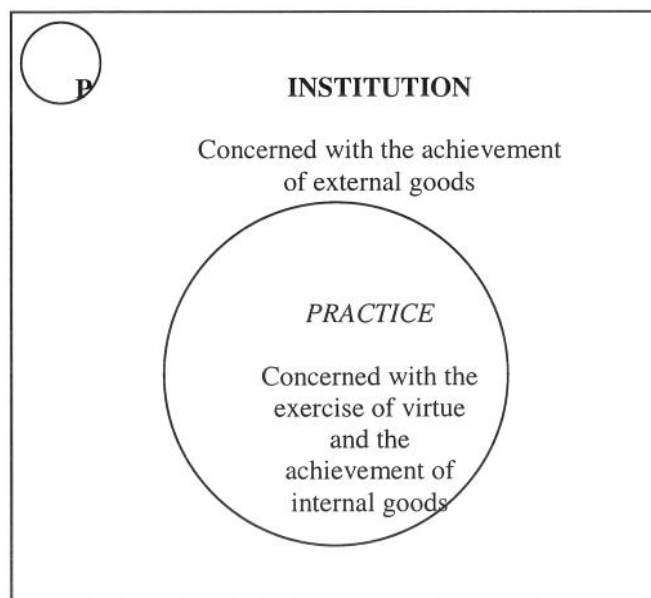 P
INSTITUTION
Concerned with the achievement
of external goods
PRACTICE
Concerned with the
exercise of virtue
and the
achievement of
internal goods